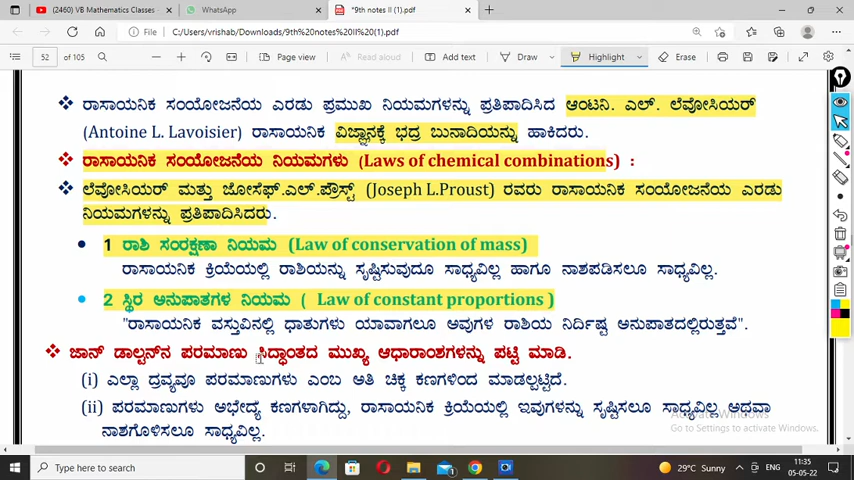 (2460) VB Mathematics Classes
WhatsApp
"9th notes II (1).pdf
File
C:/Users/vrishab/Downloads/9th%20notes%20II%20(1).pdf
52 of 105
Page view
Read aloud
Add text
Draw
Highlight
Erase
❖ ರಾಸಾಯನಿಕ ಸಂಯೋಜನೆಯ ಎರಡು ಪ್ರಮುಖ ನಿಯಮಗಳನ್ನು ಪ್ರತಿಪಾದಿಸಿದ ಆಂಟನಿ. ಎಲ್. ಲೆವೋಸಿಯರ್
(Antoine L. Lavoisier) ರಾಸಾಯನಿಕ ವಿಜ್ಞಾನಕ್ಕೆ ಭದ್ರ ಬುನಾದಿಯನ್ನು ಹಾಕಿದರು.
❖ ರಾಸಾಯನಿಕ ಸಂಯೋಜನೆಯ ನಿಯಮಗಳು (Laws of chemical combinations) :
❖ ಲೆವೋಸಿಯರ್ ಮತ್ತು ಜೋಸೆಫ್.ಎಲ್.ಪ್ರೌಸ್ಟ್ (Joseph L.Proust) ರವರು ರಾಸಾಯನಿಕ ಸಂಯೋಜನೆಯ ಎರಡು
ನಿಯಮಗಳನ್ನು ಪ್ರತಿಪಾದಿಸಿದರು.
• 1 ರಾಶಿ ಸಂರಕ್ಷಣಾ ನಿಯಮ (Law of conservation of mass)
ರಾಸಾಯನಿಕ ಕ್ರಿಯೆಯಲ್ಲಿ ರಾಶಿಯನ್ನು ಸೃಷ್ಟಿಸುವುದೂ ಸಾಧ್ಯವಿಲ್ಲ ಹಾಗೂ ನಾಶಪಡಿಸಲೂ ಸಾಧ್ಯವಿಲ್ಲ.
• 2 ಸ್ಥಿರ ಅನುಪಾತಗಳ ನಿಯಮ ( Law of constant proportions )
"ರಾಸಾಯನಿಕ ವಸ್ತುವಿನಲ್ಲಿ ಧಾತುಗಳು ಯಾವಾಗಲೂ ಅವುಗಳ ರಾಶಿಯ ನಿರ್ದಿಷ್ಟ ಅನುಪಾತದಲ್ಲಿರುತ್ತವೆ".
❖ ಜಾನ್ ಡಾಲ್ಟನ್‌ನ ಪರಮಾಣು ಸಿದ್ಧಾಂತದ ಮುಖ್ಯ ಆಧಾರಾಂಶಗಳನ್ನು ಪಟ್ಟಿ ಮಾಡಿ.
(i) ಎಲ್ಲಾ ದ್ರವ್ಯವೂ ಪರಮಾಣುಗಳು ಎಂಬ ಅತಿ ಚಿಕ್ಕ ಕಣಗಳಿಂದ ಮಾಡಲ್ಪಟ್ಟಿದೆ.
(ii) ಪರಮಾಣುಗಳು ಅಭೇದ್ಯ ಕಣಗಳಾಗಿದ್ದು, ರಾಸಾಯನಿಕ ಕ್ರಿಯೆಯಲ್ಲಿ ಇವುಗಳನ್ನು ಸೃಷ್ಟಿಸಲೂ ಸಾಧ್ಯವಿಲ್ಲ ಅಥವಾ
ನಾಶಗೊಳಿಸಲೂ ಸಾಧ್ಯವಿಲ್ಲ.
Activate Windows
Go to Settings to activate Windows.
Type here to search
29°C Sunny
ENG
11:35
05-05-22